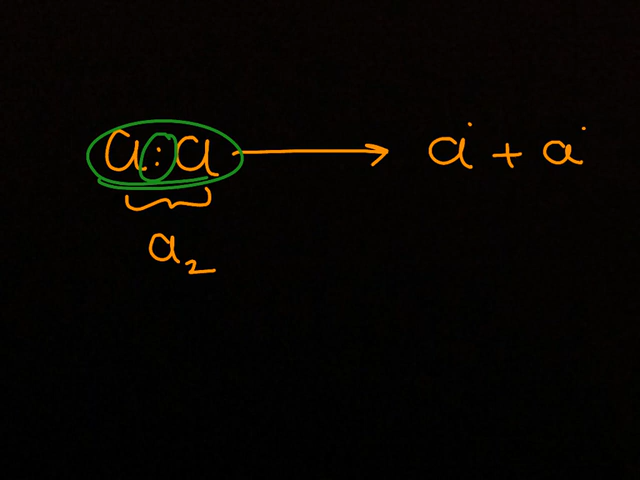 a : a → a˙ + a˙
a₂